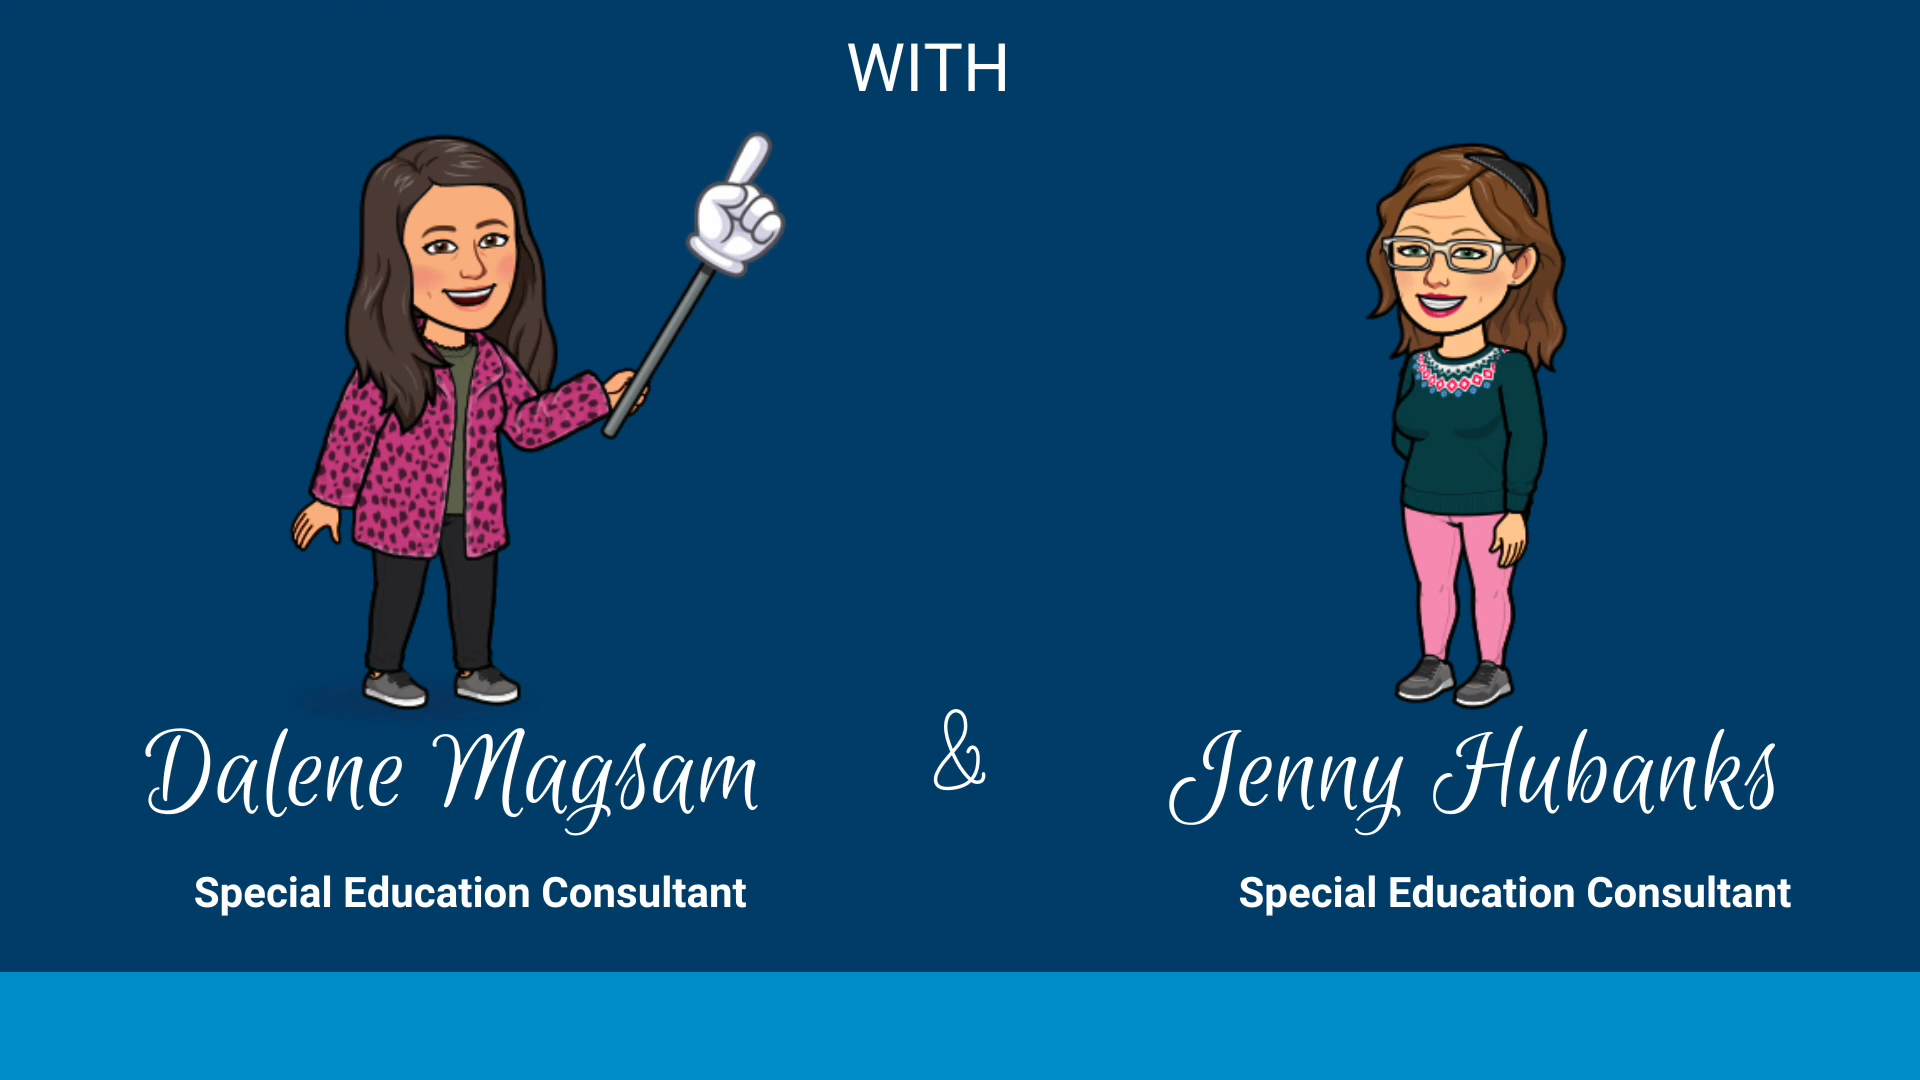 WITH
Dalene Magsam & Jenny Hubanks
Special Education Consultant Special Education Consultant